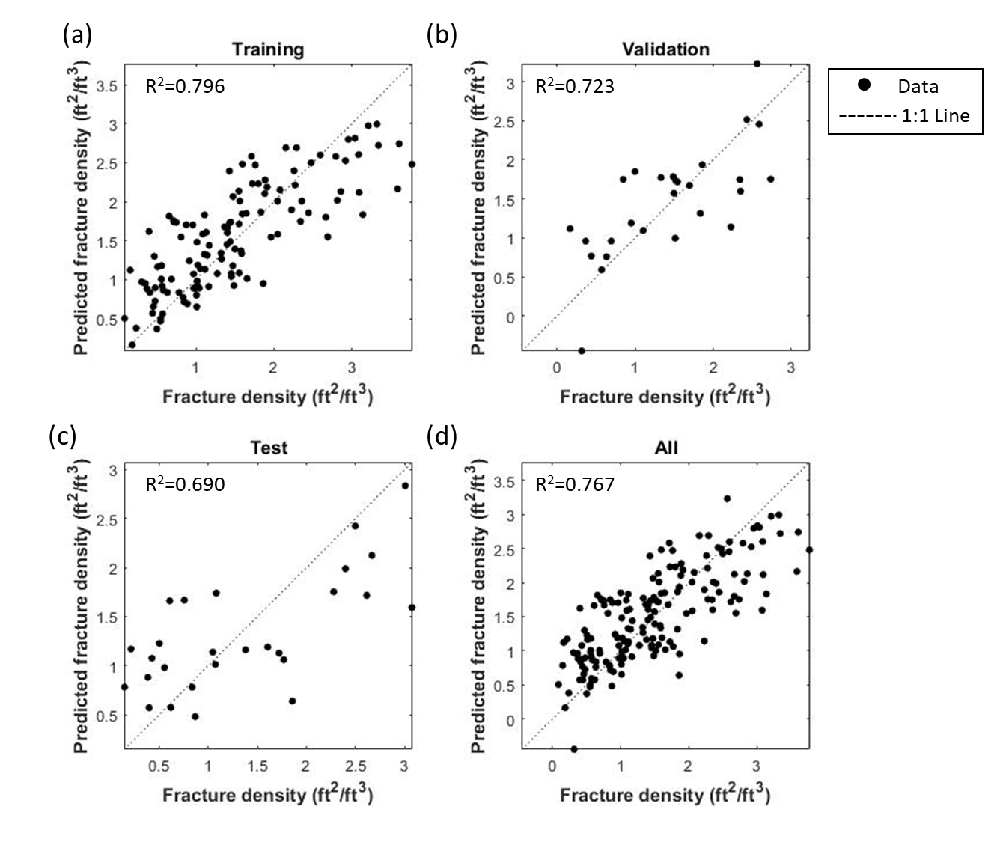 (a)
Training
R²=0.796
Predicted fracture density (ft²/ft³)
3.5
3
2.5
2
1.5
1
0.5
1
2
3
Fracture density (ft²/ft³)
(b)
Validation
R²=0.723
Predicted fracture density (ft²/ft³)
3
2.5
2
1.5
1
0.5
0
0
1
2
3
Fracture density (ft²/ft³)
Data
1:1 Line
(c)
Test
R²=0.690
Predicted fracture density (ft²/ft³)
3
2.5
2
1.5
1
0.5
0.5
1
1.5
2
2.5
3
Fracture density (ft²/ft³)
(d)
All
R²=0.767
Predicted fracture density (ft²/ft³)
3.5
3
2.5
2
1.5
1
0.5
0
0
1
2
3
Fracture density (ft²/ft³)